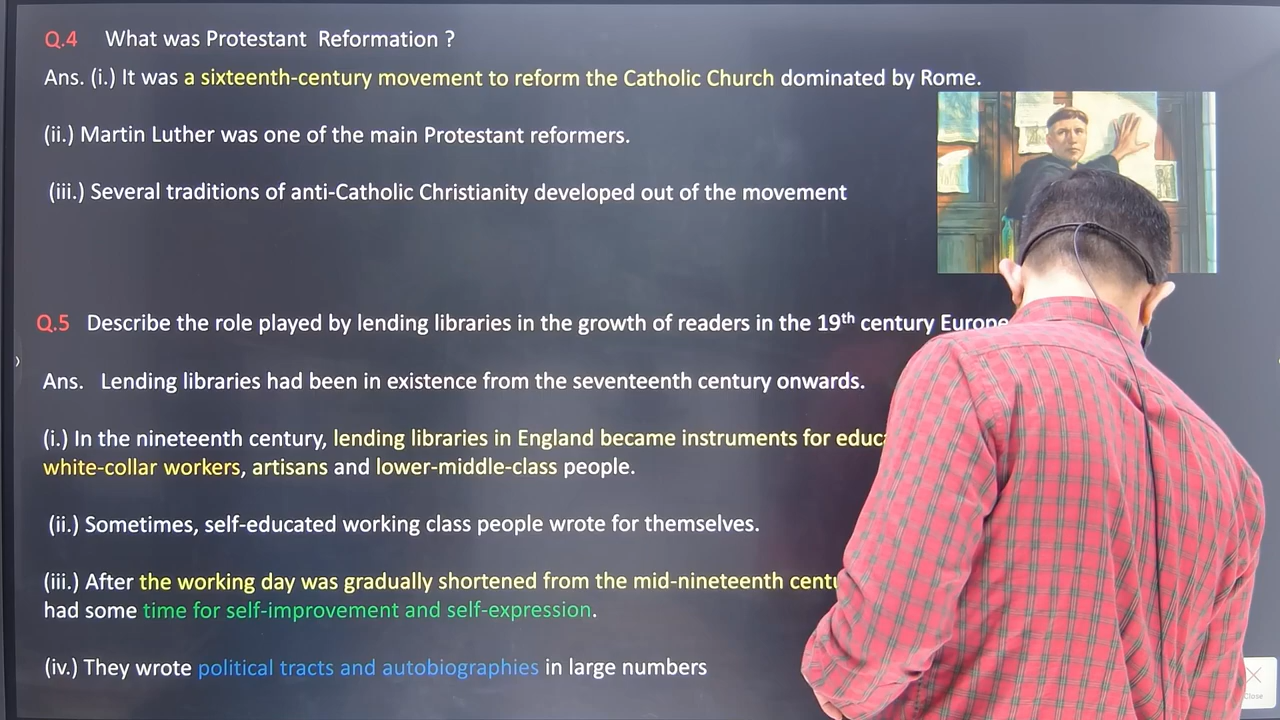 Q.4 What was Protestant Reformation ?
Ans. (i.) It was a sixteenth-century movement to reform the Catholic Church dominated by Rome.
(ii.) Martin Luther was one of the main Protestant reformers.
(iii.) Several traditions of anti-Catholic Christianity developed out of the movement
Q.5 Describe the role played by lending libraries in the growth of readers in the 19th century Europe
Ans. Lending libraries had been in existence from the seventeenth century onwards.
(i.) In the nineteenth century, lending libraries in England became instruments for
white-collar workers, artisans and lower-middle-class people.
(ii.) Sometimes, self-educated working class people wrote for themselves.
(iii.) After the working day was gradually shortened from the mid-nineteenth
had some time for self-improvement and self-expression.
(iv.) They wrote political tracts and autobiographies in large numbers
Close